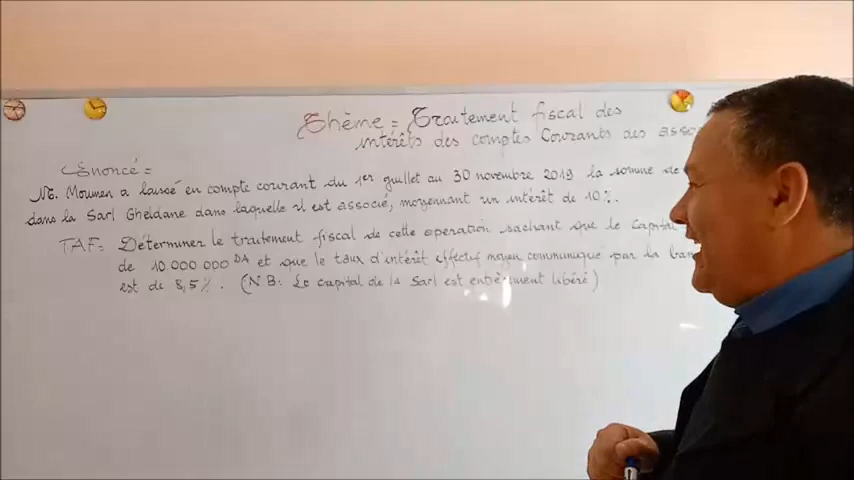 Thème = Traitement fiscal des
intérêts des comptes Courants des asso
Enoncé =
M. Moumen a laissé en compte courant du 1er juillet au 30 novembre 2019 la somme de
dans la Sarl Gheldane dans laquelle il est associé, moyennant un intérêt de 10%.
TAF= Déterminer le traitement fiscal de cette opération sachant que le Capital
de 10.000 000 DA et que le taux d'intérêt effectif moyen communiqué par la ban
est de 8,5%. (NB: Le capital de la Sarl est entièrement libéré)